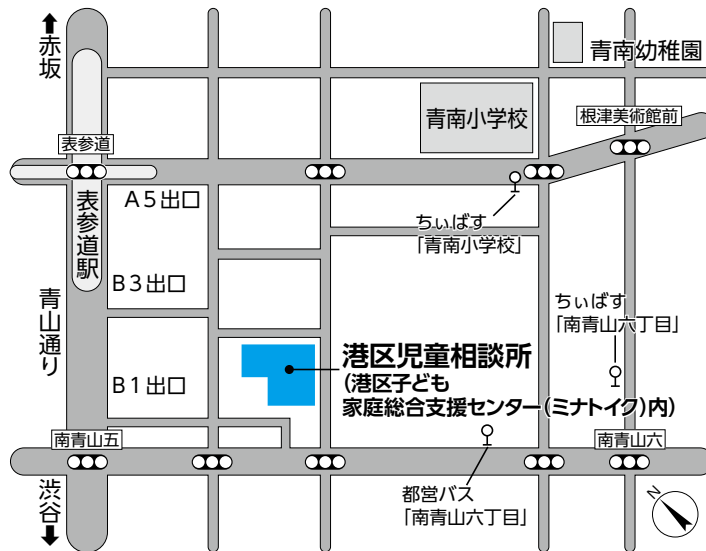 赤坂
青南幼稚園
青南小学校
根津美術館前
表参道
A5出口
表参道駅
ちぃばす
「青南小学校」
B3出口
青山通り
ちぃばす
「南青山六丁目」
港区児童相談所
(港区子ども
家庭総合支援センター(ミナトイク)内)
B1出口
南青山五
南青山六
渋谷
都営バス
「南青山六丁目」
N